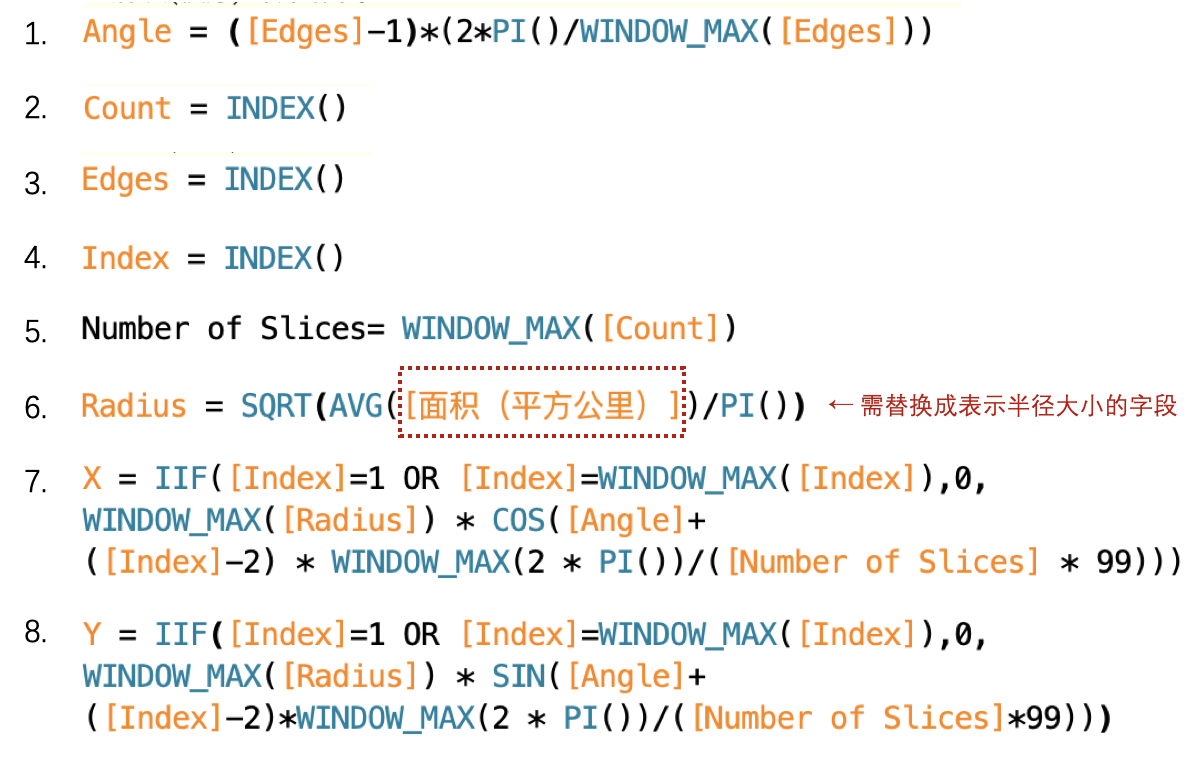 1. Angle = ([Edges]-1)*(2*PI()/WINDOW_MAX([Edges]))
2. Count = INDEX()
3. Edges = INDEX()
4. Index = INDEX()
5. Number of Slices= WINDOW_MAX([Count])
6. Radius = SQRT(AVG([面积（平方公里）])/PI()) ←需替换成表示半径大小的字段
7. X = IIF([Index]=1 OR [Index]=WINDOW_MAX([Index]),0,
WINDOW_MAX([Radius]) * COS([Angle]+
([Index]-2) * WINDOW_MAX(2 * PI())/([Number of Slices] * 99)))
8. Y = IIF([Index]=1 OR [Index]=WINDOW_MAX([Index]),0,
WINDOW_MAX([Radius]) * SIN([Angle]+
([Index]-2)*WINDOW_MAX(2 * PI())/([Number of Slices]*99)))